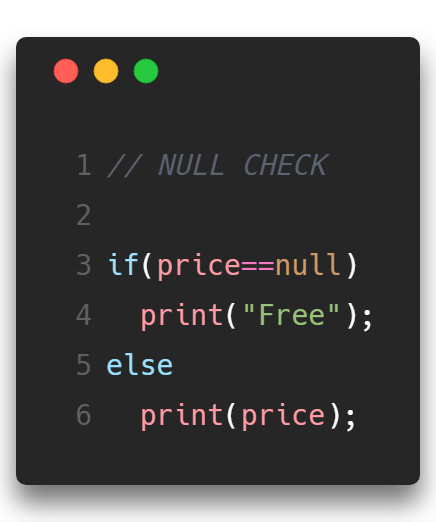 1 // NULL CHECK
2
3 if(price==null)
4   print("Free");
5 else
6   print(price);